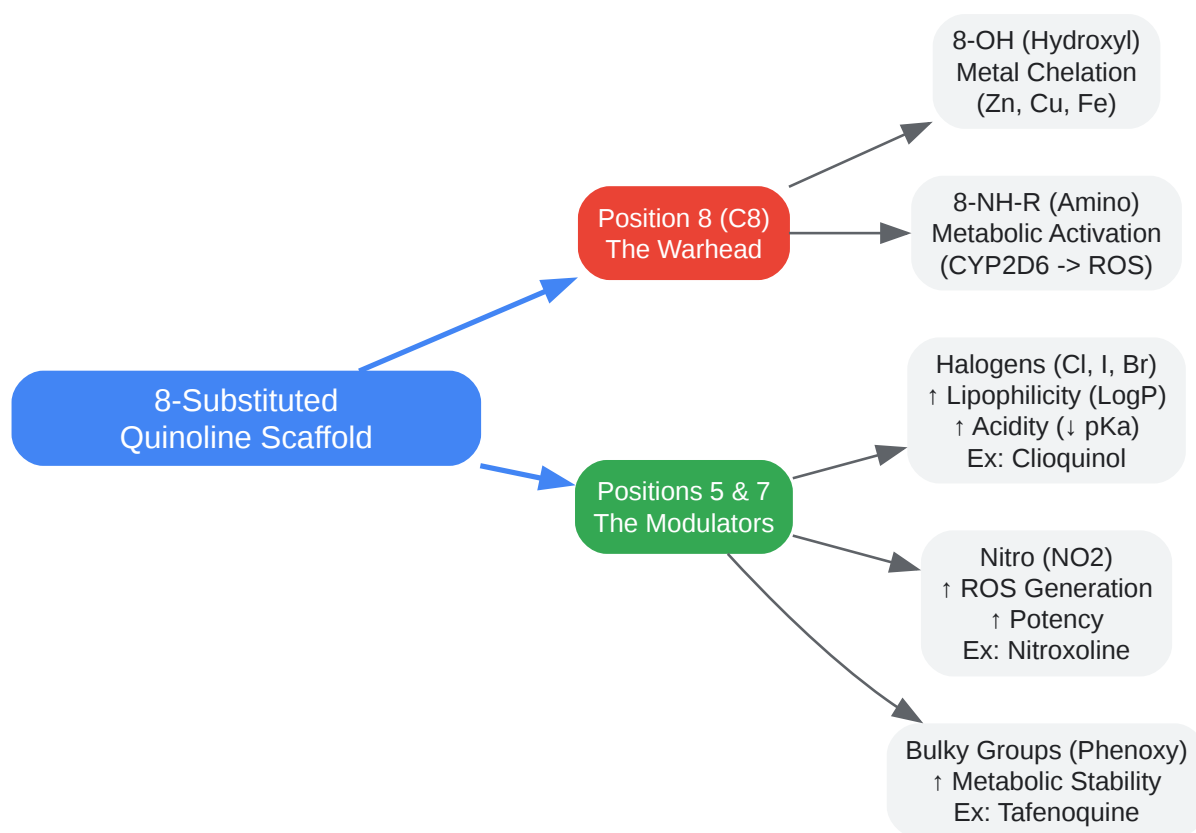 8-OH (Hydroxyl)
Metal Chelation
(Zn, Cu, Fe)
Position 8 (C8)
The Warhead
8-NH-R (Amino)
Metabolic Activation
(CYP2D6 -> ROS)
8-Substituted
Quinoline Scaffold
Halogens (Cl, I, Br)
↑ Lipophilicity (LogP)
↑ Acidity (↓ pKa)
Ex: Clioquinol
Positions 5 & 7
The Modulators
Nitro (NO2)
↑ ROS Generation
↑ Potency
Ex: Nitroxoline
Bulky Groups (Phenoxy)
↑ Metabolic Stability
Ex: Tafenoquine